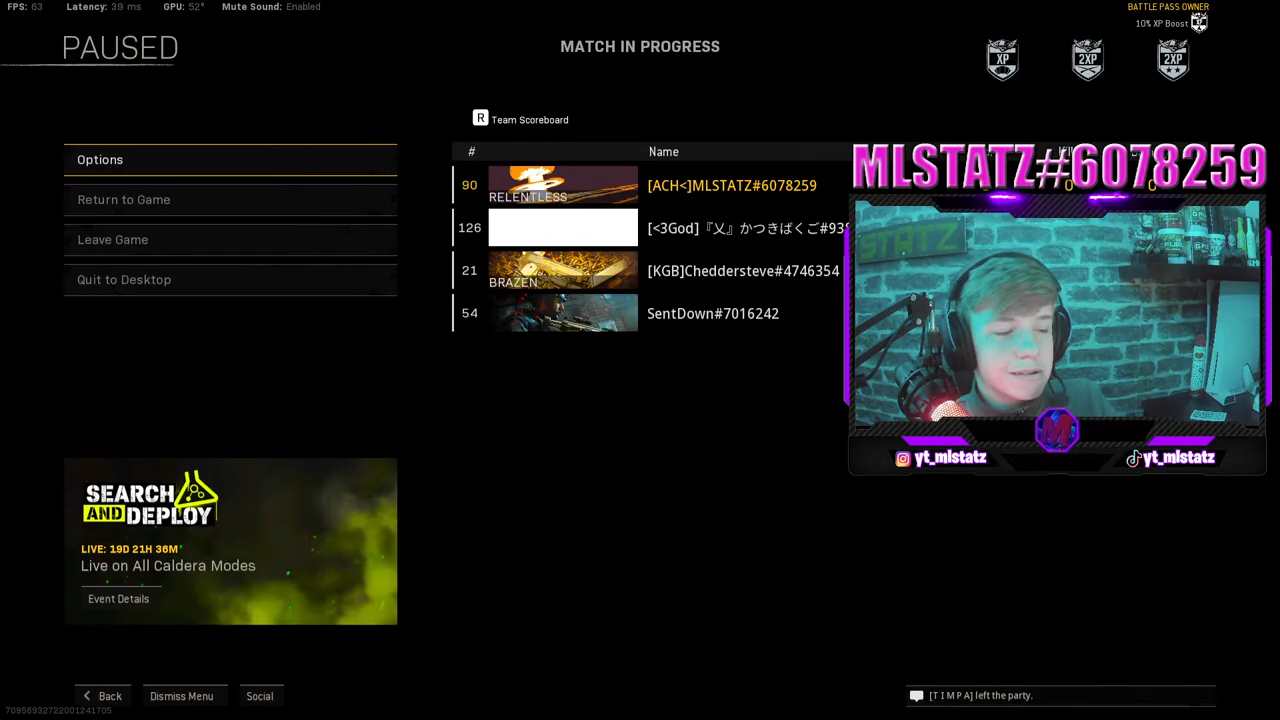 FPS: 63 Latency: 39 ms GPU: 52° Mute Sound: Enabled
BATTLE PASS OWNER
10% XP Boost
PAUSED
MATCH IN PROGRESS
XP 2XP 2XP
R Team Scoreboard
# Name
MLSTATZ#6078259
Options
Return to Game
Leave Game
Quit to Desktop
90 RELENTLESS [ACH<]MLSTATZ#6078259
126 [<3God]『乂』かつきばくご#938
21 BRAZEN [KGB]Cheddersteve#4746354
54 SentDown#7016242
STATZ
M
yt_mlstatz yt_mlstatz
SEARCH
AND DEPLOY
LIVE: 19D 21H 36M
Live on All Caldera Modes
Event Details
Back Dismiss Menu Social
[T I M P A] left the party.
70956932722001241705